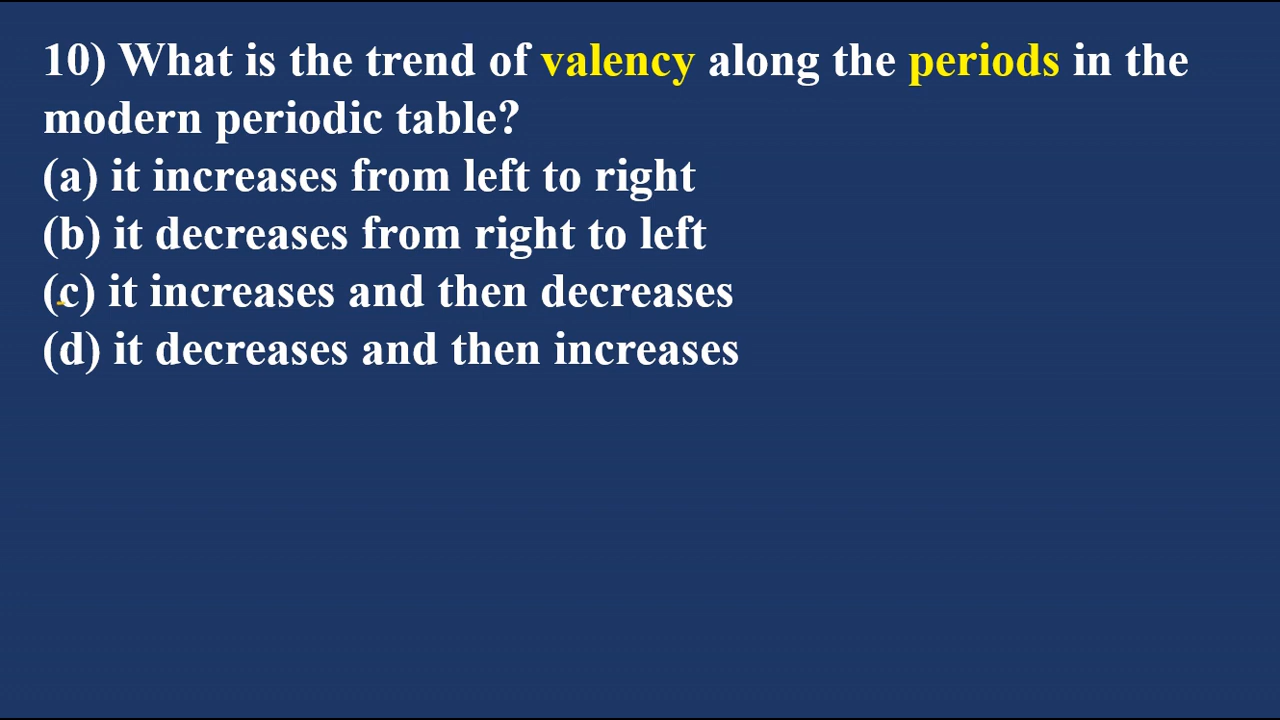 10) What is the trend of valency along the periods in the
modern periodic table?
(a) it increases from left to right
(b) it decreases from right to left
(c) it increases and then decreases
(d) it decreases and then increases